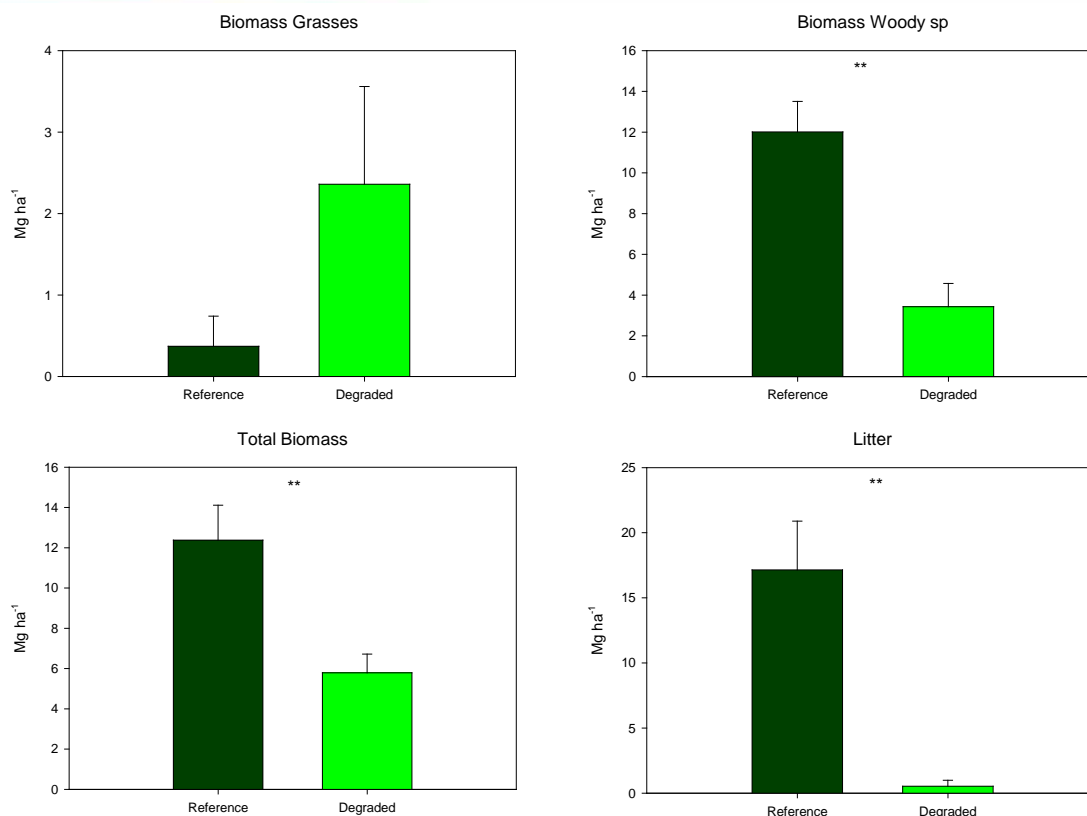 Biomass Grasses
Mg ha⁻¹
4
3
2
1
0
Reference Degraded
Biomass Woody sp
Mg ha⁻¹
16
14
12
10
8
6
4
2
0
**
Reference Degraded
Total Biomass
Mg ha⁻¹
16
14
12
10
8
6
4
2
0
**
Reference Degraded
Litter
Mg ha⁻¹
25
20
15
10
5
0
**
Reference Degraded